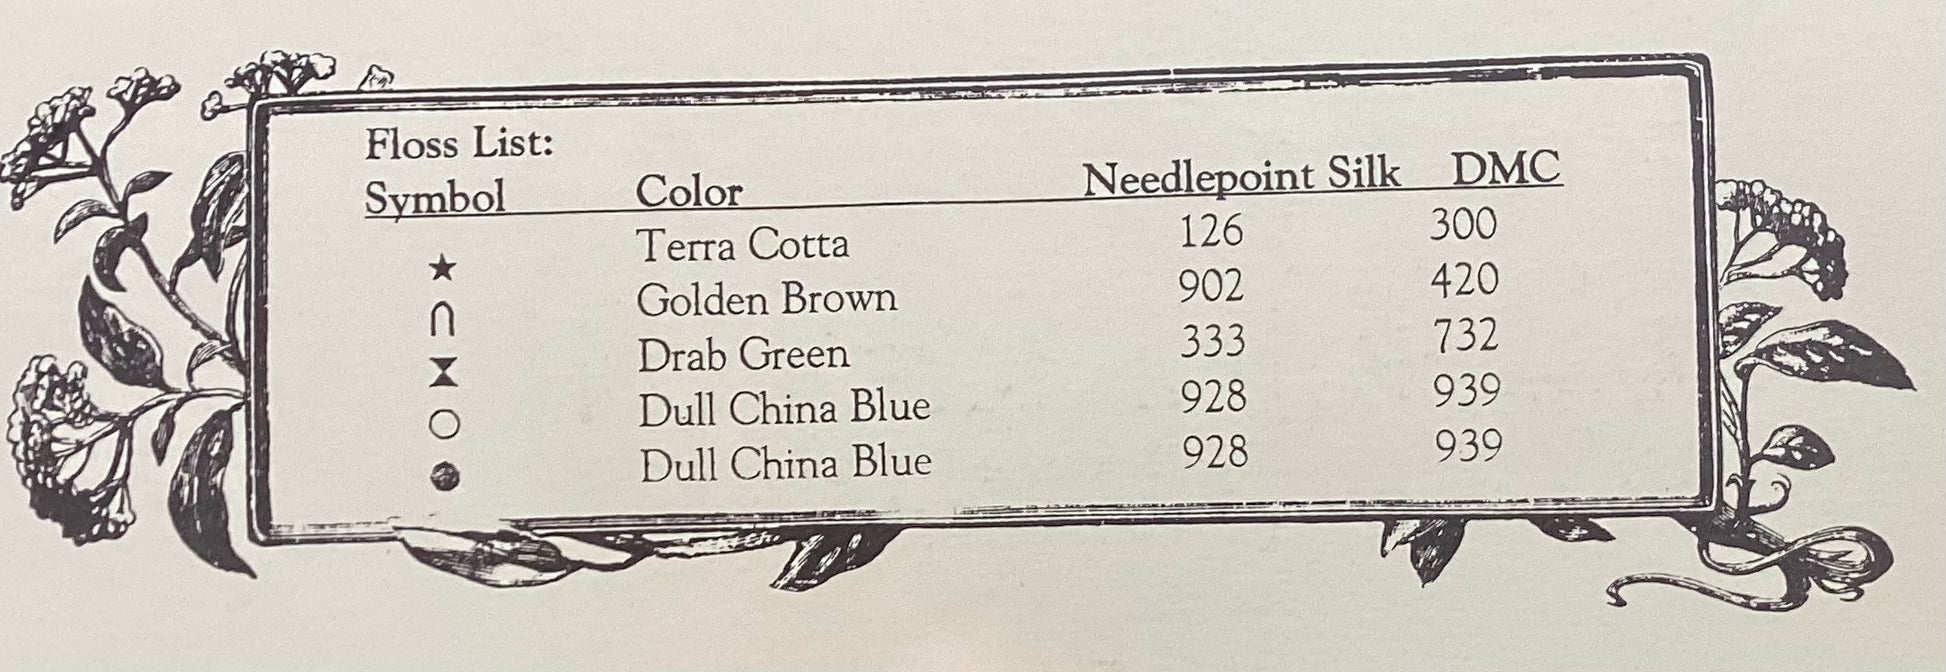 Floss List:
Symbol Color Needlepoint Silk DMC
★ Terra Cotta 126 300
∩ Golden Brown 902 420
⧗ Drab Green 333 732
○ Dull China Blue 928 939
● Dull China Blue 928 939